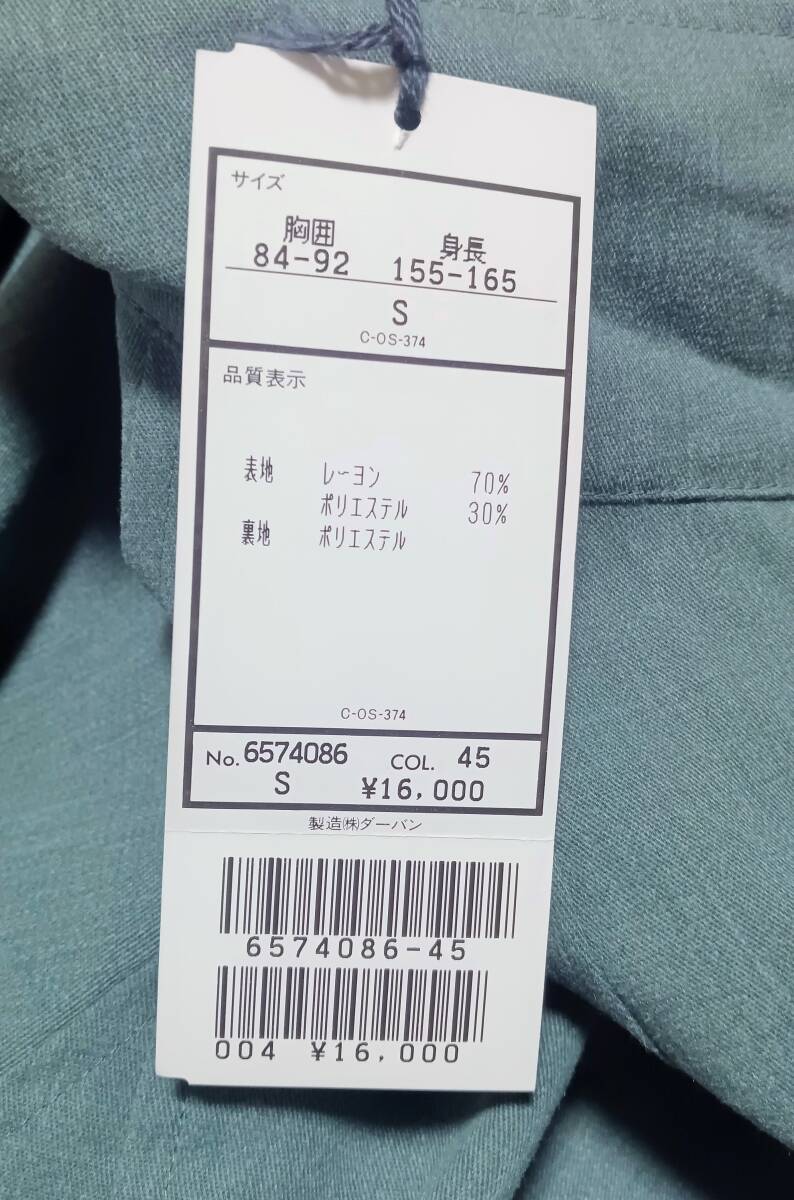 サイズ
胸囲 身長
84-92 155-165
S
C-OS-374
品質表示
表地 レーヨン 70%
ポリエステル 30%
裏地 ポリエステル
C-OS-374
No. 6574086 COL. 45
S ¥16,000
製造㈱ダーバン
6574086-45
004 ¥16,000